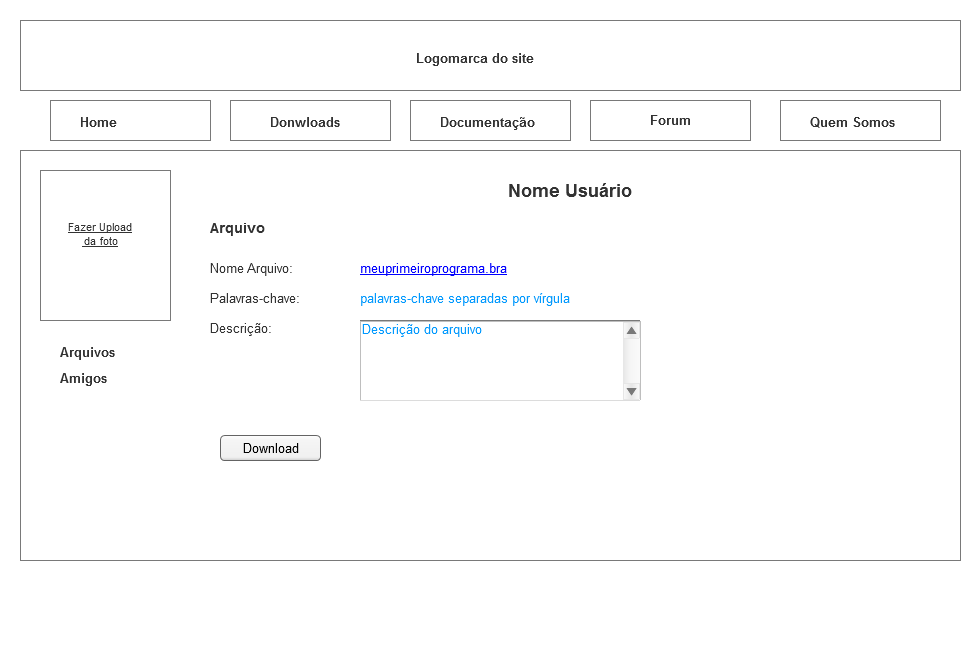 Logomarca do site
Home
Donwloads
Documentação
Forum
Quem Somos
Fazer Upload
da foto
Nome Usuário
Arquivo
Nome Arquivo: meuprimeiroprograma.bra
Palavras-chave: palavras-chave separadas por vírgula
Descrição: Descrição do arquivo
Arquivos
Amigos
Download